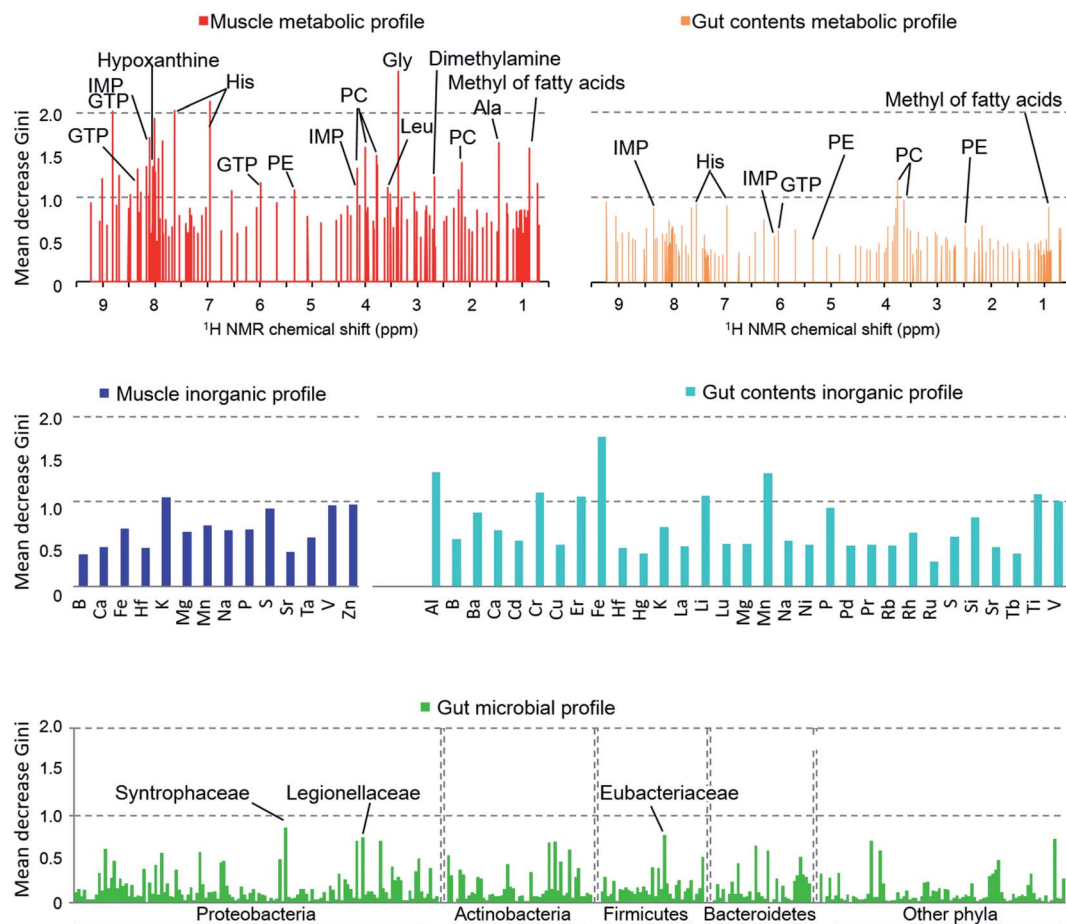 Muscle metabolic profile
Gut contents metabolic profile
Mean decrease Gini
2.0
1.0
0.5
0
Hypoxanthine
IMP
GTP
GTP
His
GTP
PE
IMP
PC
Gly
Leu
Dimethylamine
PC
Methyl of fatty acids
Ala
9 8 7 6 5 4 3 2 1
1H NMR chemical shift (ppm)
IMP
His
IMP
GTP
PE
PC
PE
Methyl of fatty acids
9 8 7 6 5 4 3 2 1
1H NMR chemical shift (ppm)
Muscle inorganic profile
Gut contents inorganic profile
Mean decrease Gini
2.0
1.5
1.0
0.5
0
B Ca Fe Hf K Mg Mn Na P S Sr Ta V Zn
Al B Ba Ca Cd Cr Cu Er Fe Hf Hg K La Li Lu Mg Mn Na Ni P Pd Pr Rb Rh Ru S Si Sr Tb Ti V
Gut microbial profile
Mean decrease Gini
2.0
1.5
1.0
0.5
0
Syntrophaceae
Legionellaceae
Eubacteriaceae
Proteobacteria
Actinobacteria
Firmicutes
Bacteroidetes
Other phyla